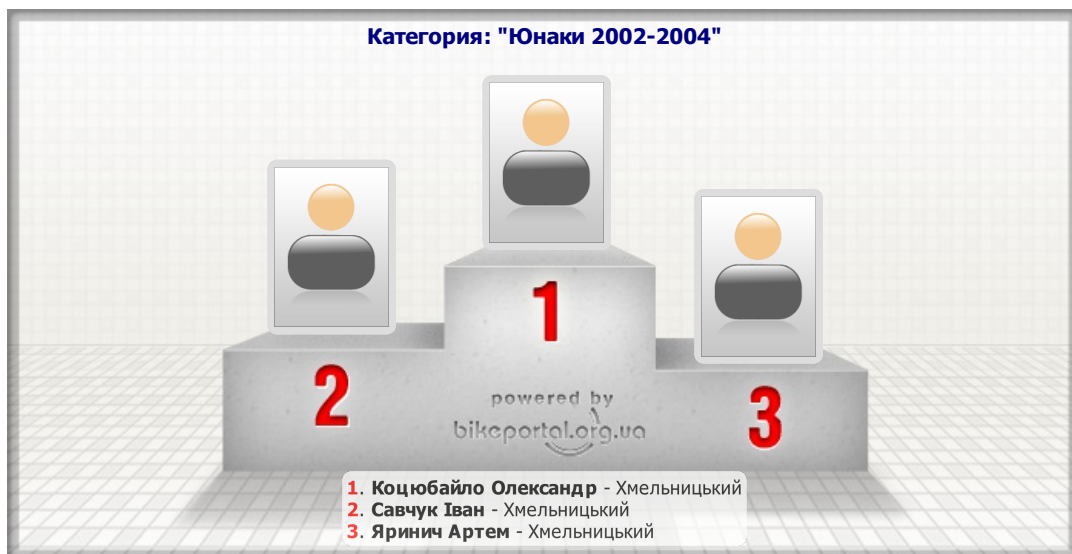 Категория: "Юнаки 2002-2004"
1
2
3
powered by
bikeportal.org.ua
1. Коцюбайло Олександр - Хмельницький
2. Савчук Іван - Хмельницький
3. Яринич Артем - Хмельницький